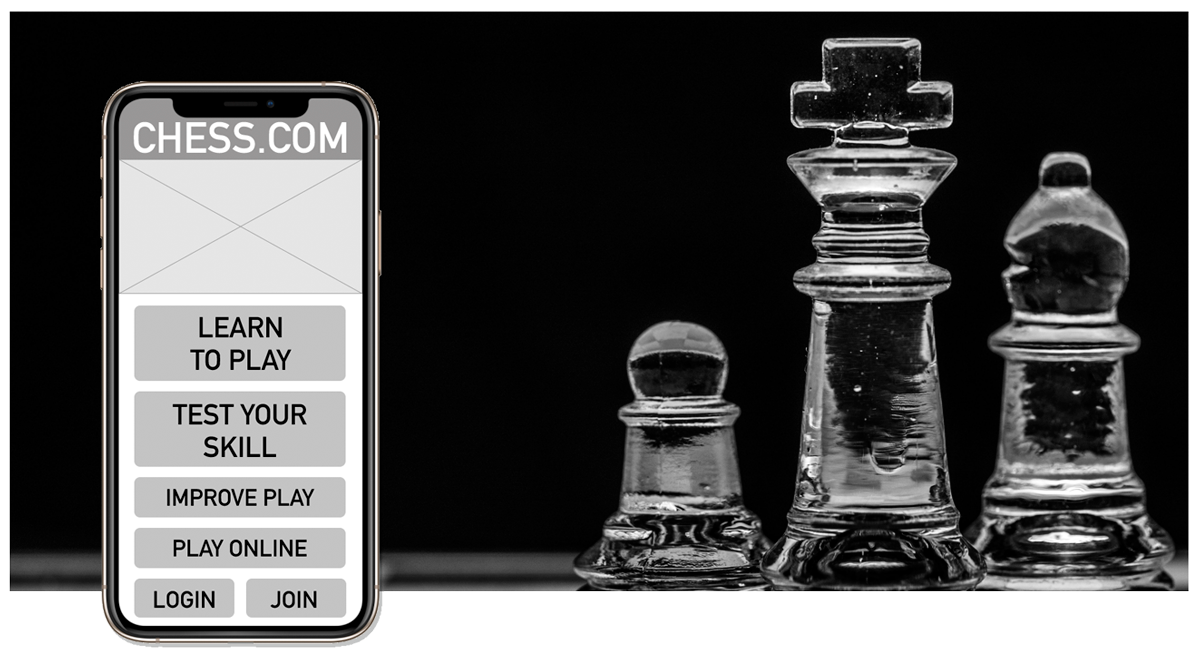 CHESS.COM
LEARN
TO PLAY
TEST YOUR
SKILL
IMPROVE PLAY
PLAY ONLINE
LOGIN JOIN